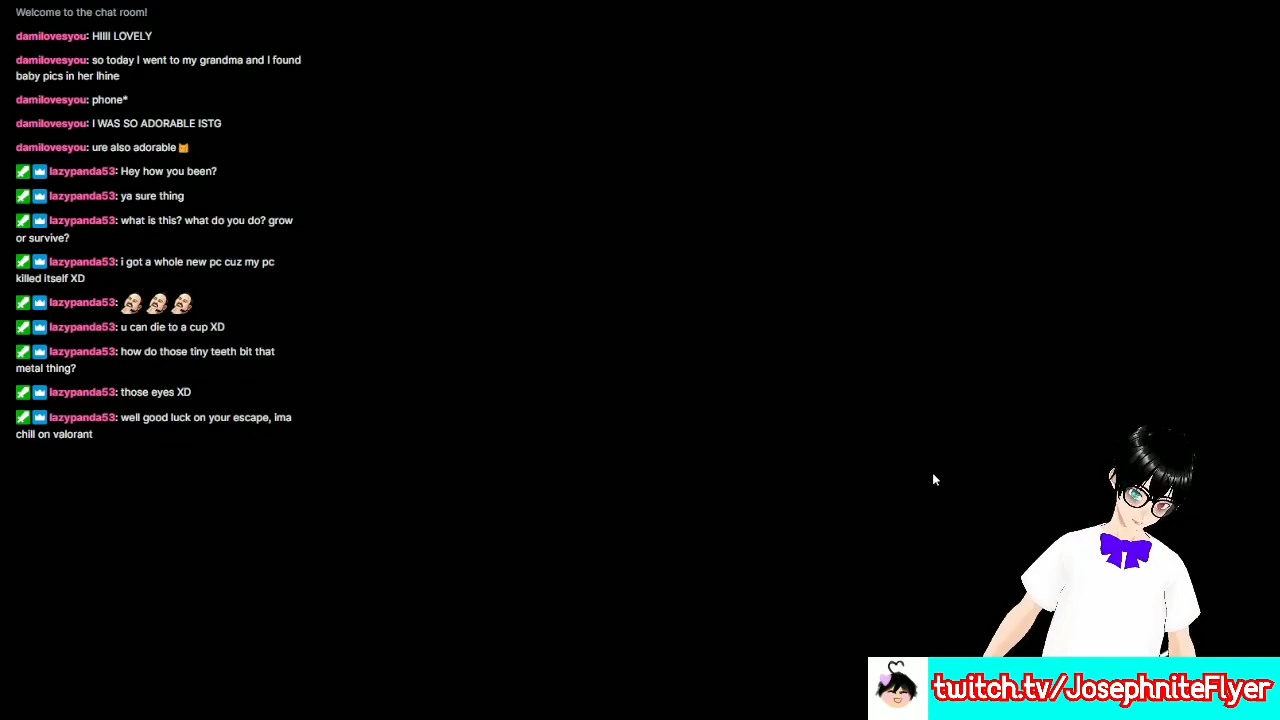 Welcome to the chat room!
damilovesyou: HIIII LOVELY
damilovesyou: so today I went to my grandma and I found
baby pics in her lhine
damilovesyou: phone*
damilovesyou: I WAS SO ADORABLE ISTG
damilovesyou: ure also adorable
lazypanda53: Hey how you been?
lazypanda53: ya sure thing
lazypanda53: what is this? what do you do? grow
or survive?
lazypanda53: i got a whole new pc cuz my pc
killed itself XD
lazypanda53:
lazypanda53: u can die to a cup XD
lazypanda53: how do those tiny teeth bit that
metal thing?
lazypanda53: those eyes XD
lazypanda53: well good luck on your escape, ima
chill on valorant
twitch.tv/JosephniteFlyer